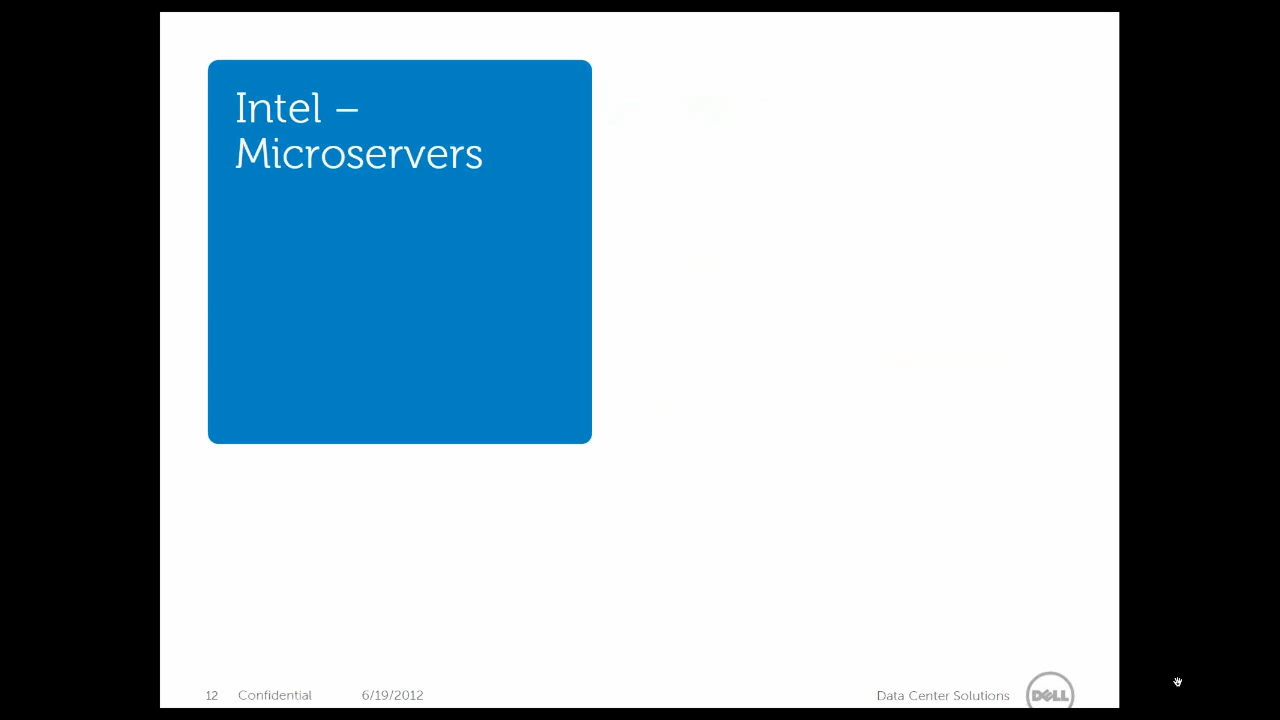 Intel –
Microservers
12 Confidential 6/19/2012 Data Center Solutions DELL